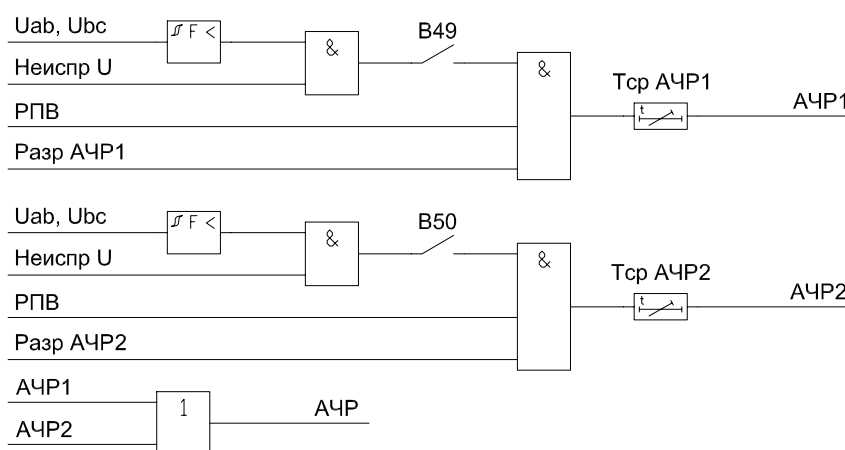 Uab, Ubc
F <
&
B49
Неиспр U
&
Тср АЧР1
t
АЧР1
РПВ
Разр АЧР1
Uab, Ubc
F <
&
B50
Неиспр U
&
Тср АЧР2
t
АЧР2
РПВ
Разр АЧР2
АЧР1
1
АЧР
АЧР2